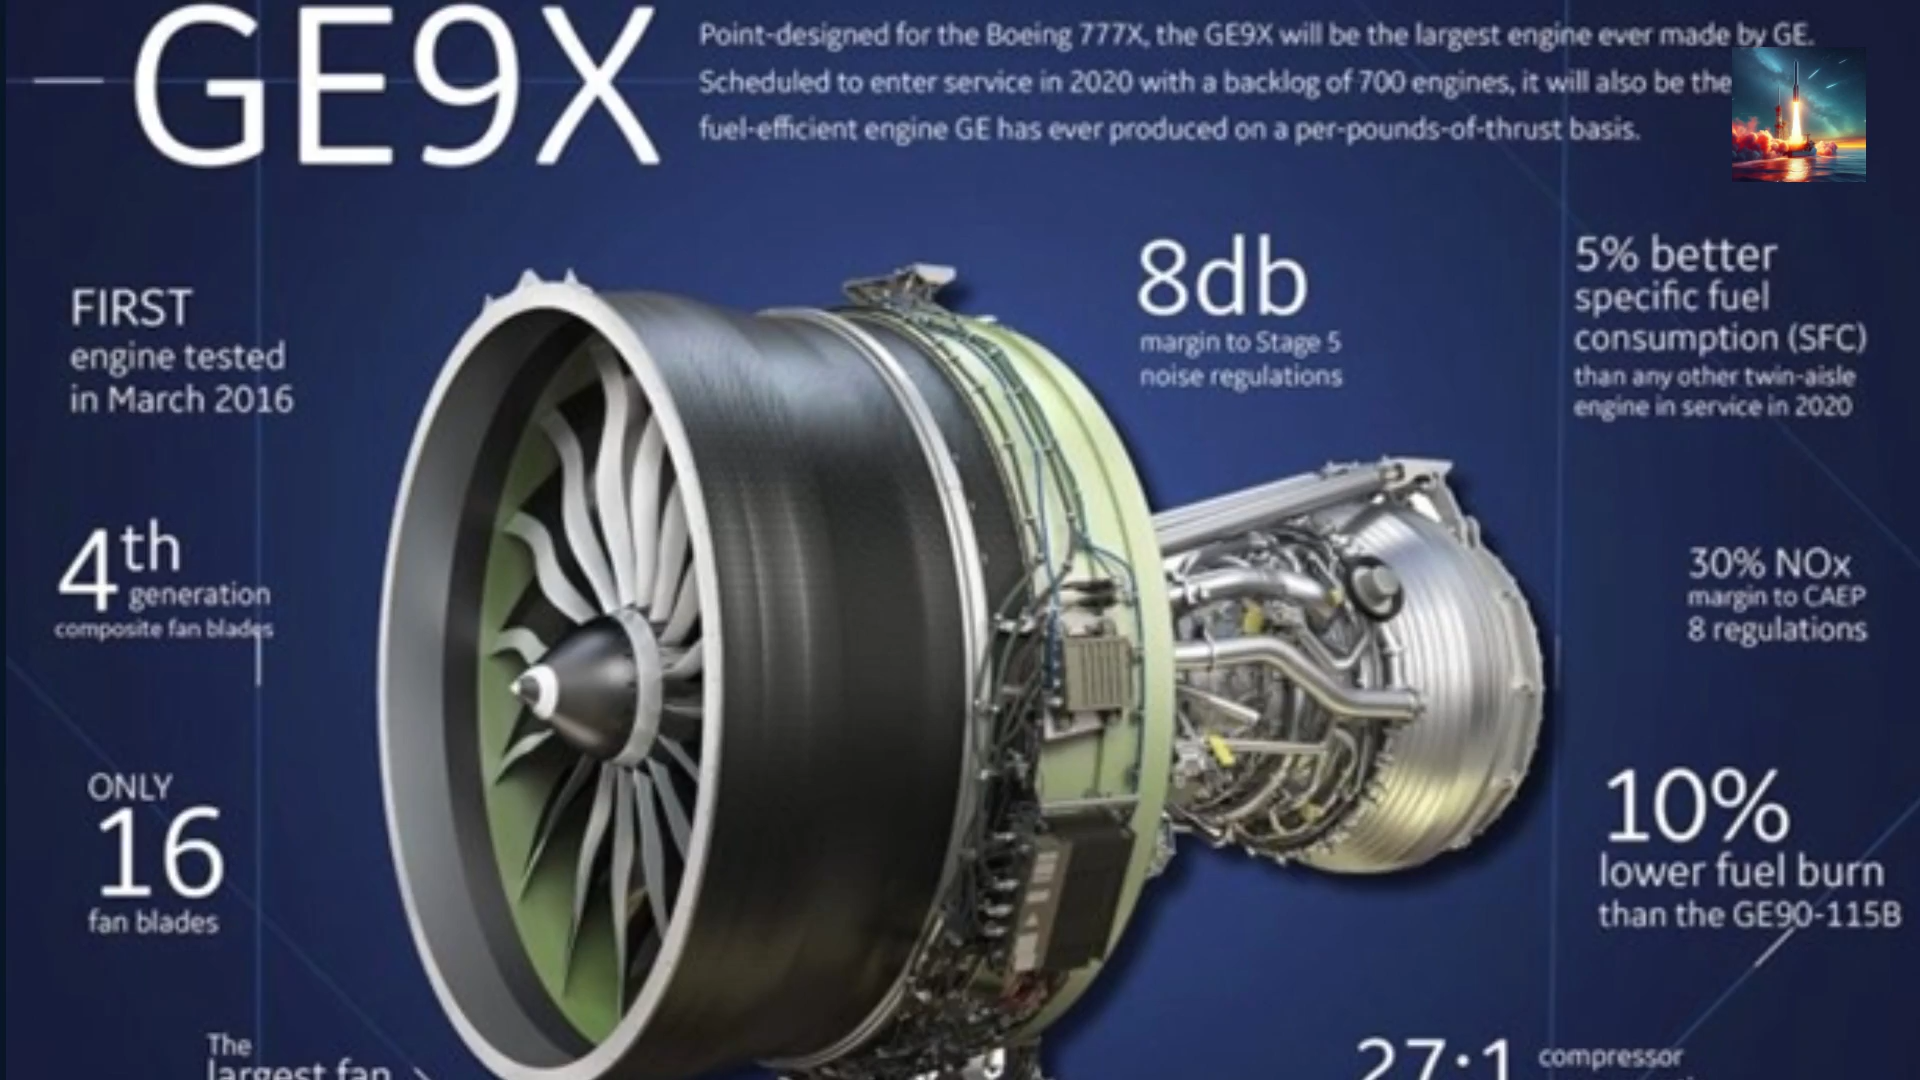 GE9X
Point-designed for the Boeing 777X, the GE9X will be the largest engine ever made by GE.
Scheduled to enter service in 2020 with a backlog of 700 engines, it will also be the
fuel-efficient engine GE has ever produced on a per-pounds-of-thrust basis.
FIRST
engine tested
in March 2016
4th
generation
composite fan blades
ONLY
16
fan blades
The
largest fan
8db
margin to Stage 5
noise regulations
5% better
specific fuel
consumption (SFC)
than any other twin-aisle
engine in service in 2020
30% NOx
margin to CAEP
8 regulations
10%
lower fuel burn
than the GE90-115B
27:1 compressor